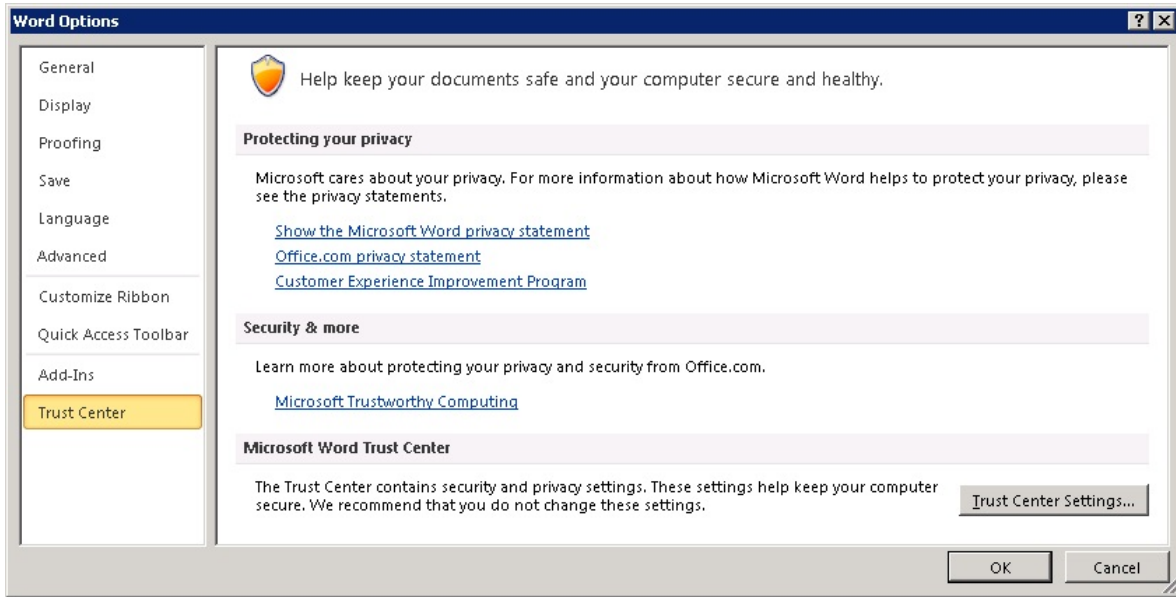 Word Options
General
Display
Proofing
Save
Language
Advanced
Customize Ribbon
Quick Access Toolbar
Add-Ins
Trust Center
Help keep your documents safe and your computer secure and healthy.
Protecting your privacy
Microsoft cares about your privacy. For more information about how Microsoft Word helps to protect your privacy, please
see the privacy statements.
Show the Microsoft Word privacy statement
Office.com privacy statement
Customer Experience Improvement Program
Security & more
Learn more about protecting your privacy and security from Office.com.
Microsoft Trustworthy Computing
Microsoft Word Trust Center
The Trust Center contains security and privacy settings. These settings help keep your computer
secure. We recommend that you do not change these settings.
Trust Center Settings...
OK
Cancel